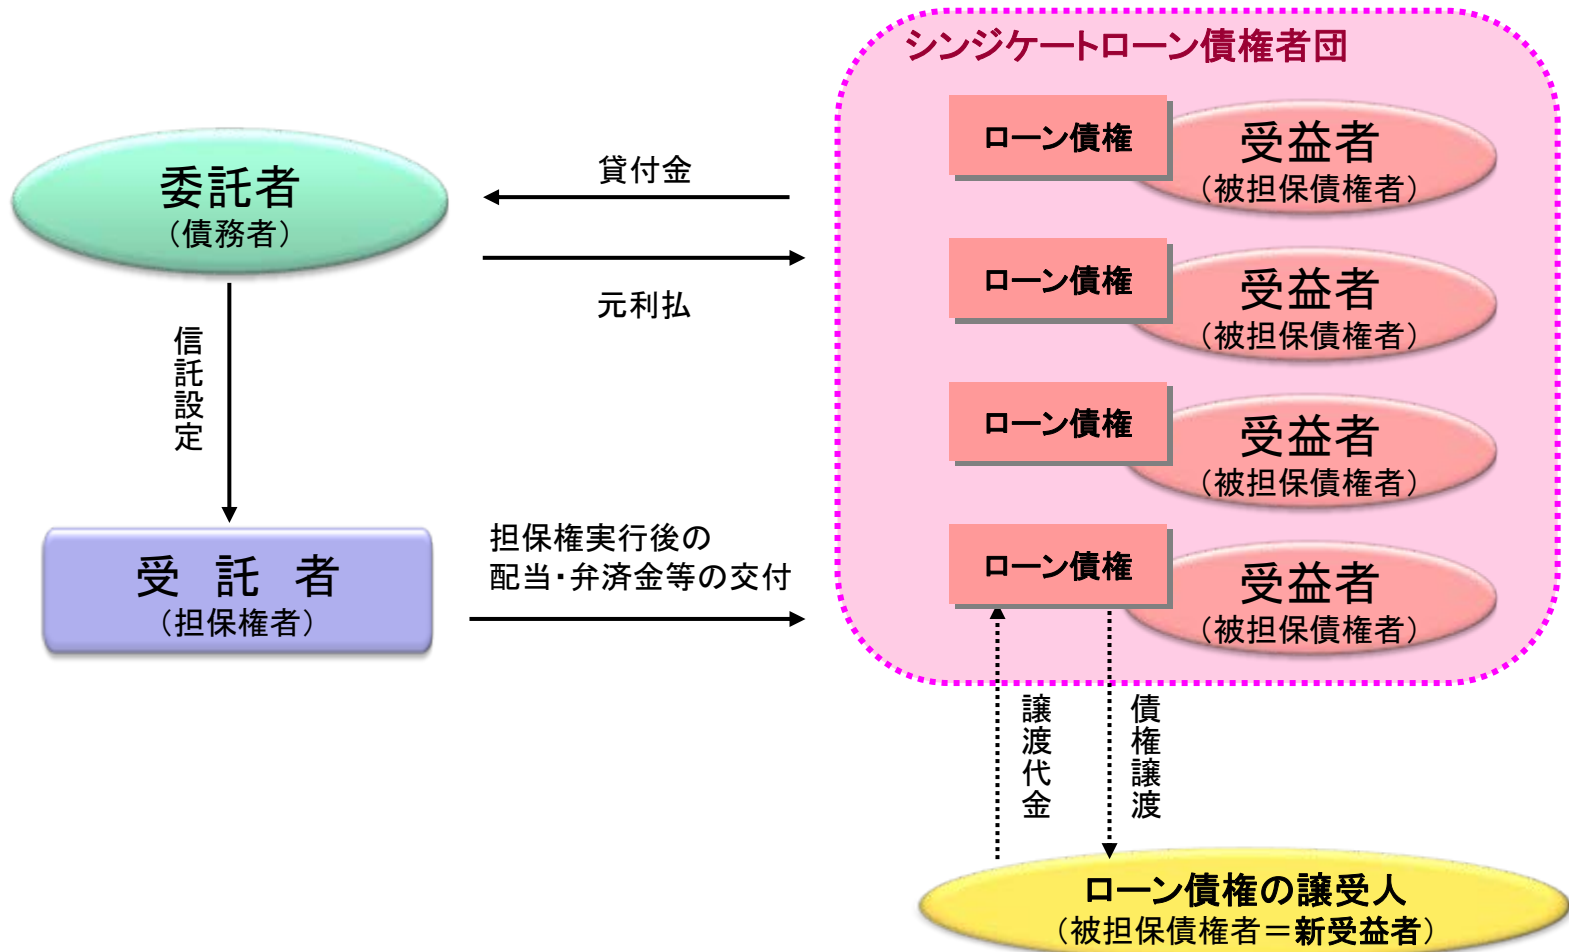 シンジケートローン債権者団
ローン債権
受益者
（被担保債権者）
委託者
（債務者）
貸付金
元利払
ローン債権
受益者
（被担保債権者）
信託設定
ローン債権
受益者
（被担保債権者）
受託者
（担保権者）
担保権実行後の
配当・弁済金等の交付
ローン債権
受益者
（被担保債権者）
譲渡代金
債権譲渡
ローン債権の譲受人
（被担保債権者＝新受益者）